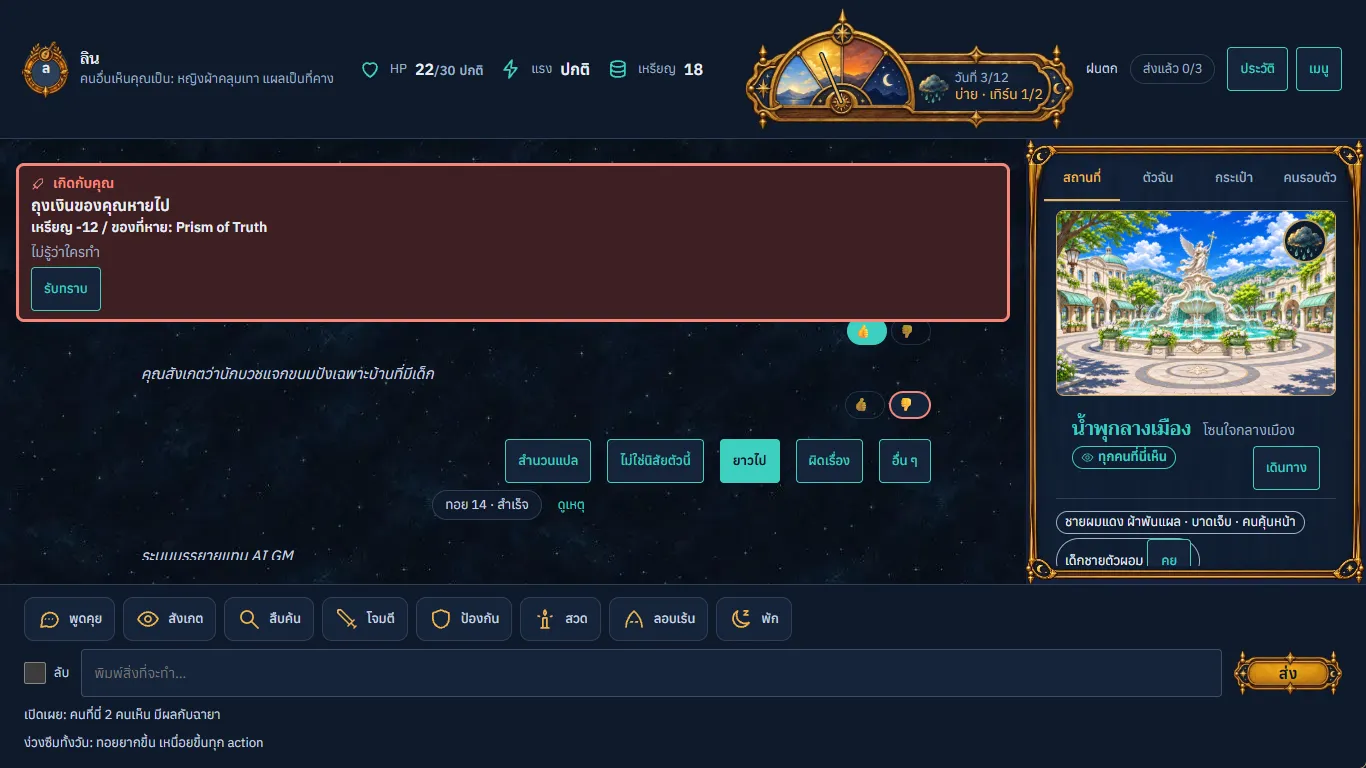 ล
ลิน
คนอื่นเห็นคุณเป็น: หญิงผ้าคลุมเทา แผลเป็นที่คาง
HP 22/30 ปกติ
แรง ปกติ
เหรียญ 18
วันที่ 3/12
บ่าย · เทิร์น 1/2
ฝนตก
ส่งแล้ว 0/3
ประวัติ
เมนู
เกิดกับคุณ
ถุงเงินของคุณหายไป
เหรียญ -12 / ของที่หาย: Prism of Truth
ไม่รู้ว่าใครทำ
รับทราบ
คุณสังเกตว่านักบวชแจกขนมปังเฉพาะบ้านที่มีเด็ก
สำนวนแปล
ไม่ใช่นิสัยตัวนี้
ยาวไป
ผิดเรื่อง
อื่น ๆ
ทอย 14 · สำเร็จ
ดูเหตุ
ระบบบรรยายแทน AI GM
สถานที่
ตัวฉัน
กระเป๋า
คนรอบตัว
น้ำพุกลางเมือง โซนใจกลางเมือง
ทุกคนที่นี่เห็น
เดินทาง
ชายผมแดง ผ้าพันแผล · บาดเจ็บ · คนคุ้นหน้า
เด็กชายตัวผอม
คุย
พูดคุย
สังเกต
สืบค้น
โจมตี
ป้องกัน
สวด
ลอบเร้น
พัก
ลับ
พิมพ์สิ่งที่จะทำ...
ส่ง
เปิดเผย: คนที่นี่ 2 คนเห็น มีผลกับฉายา
ง่วงซึมทั้งวัน: ทอยยากขึ้น เหนื่อยขึ้นทุก action